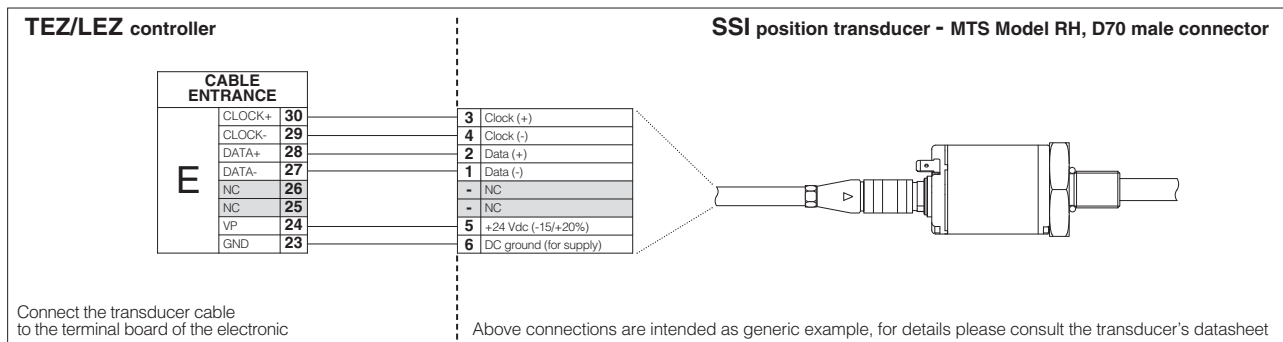 TEZ/LEZ controller
SSI position transducer - MTS Model RH, D70 male connector
CABLE
ENTRANCE
E
CLOCK+ 30
CLOCK- 29
DATA+ 28
DATA- 27
NC 26
NC 25
VP 24
GND 23
3 Clock (+)
4 Clock (-)
2 Data (+)
1 Data (-)
- NC
- NC
5 +24 Vdc (-15/+20%)
6 DC ground (for supply)
Connect the transducer cable
to the terminal board of the electronic
Above connections are intended as generic example, for details please consult the transducer's datasheet